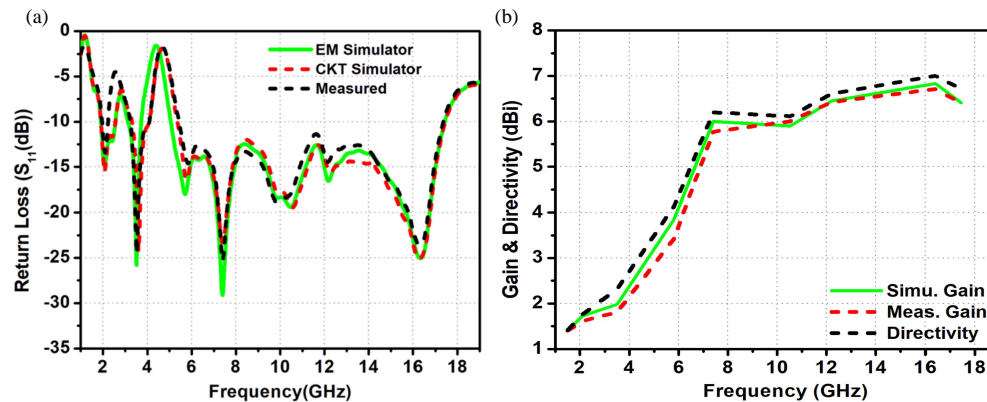 (a)
0
-5
-10
-15
-20
-25
-30
-35
Return Loss (S11(dB)
EM Simulator
CKT Simulator
Measured
2 4 6 8 10 12 14 16 18
Frequency(GHz)
(b)
8
7
6
5
4
3
2
1
Gain & Directivity (dBi)
Simu. Gain
Meas. Gain
Directivity
2 4 6 8 10 12 14 16 18
Frequency (GHz)